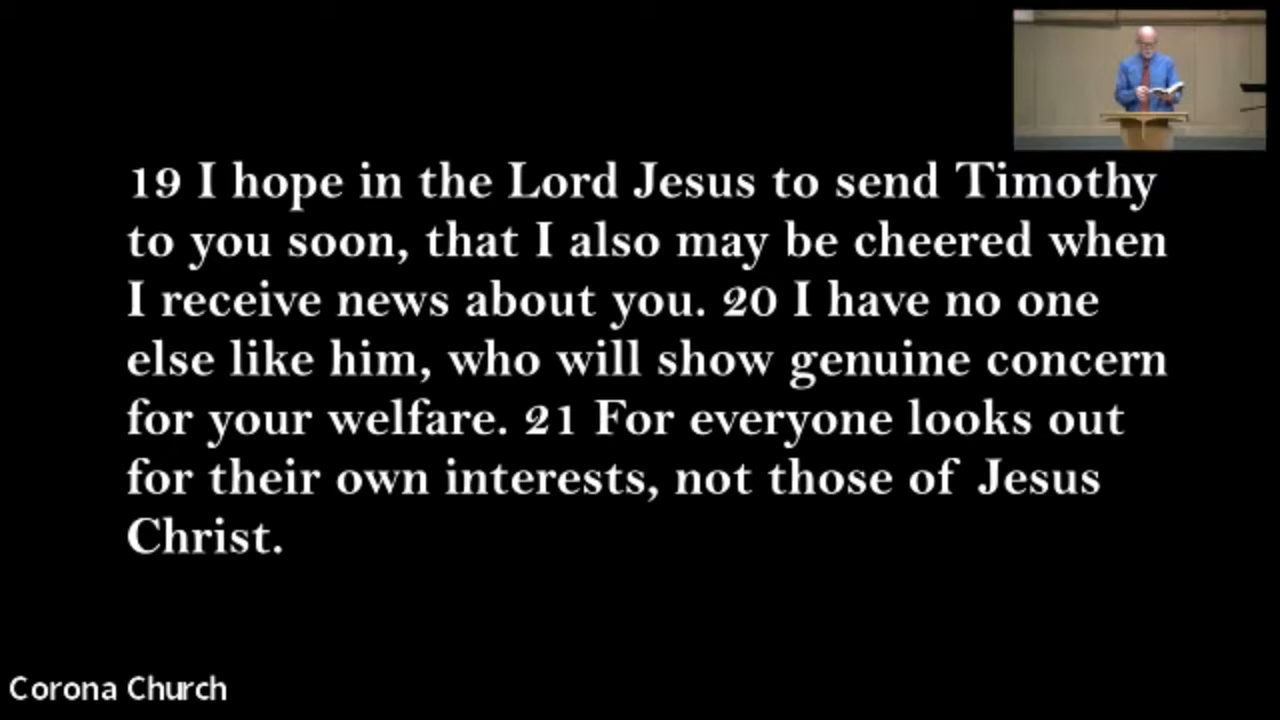 19 I hope in the Lord Jesus to send Timothy
to you soon, that I also may be cheered when
I receive news about you. 20 I have no one
else like him, who will show genuine concern
for your welfare. 21 For everyone looks out
for their own interests, not those of Jesus
Christ.
Corona Church